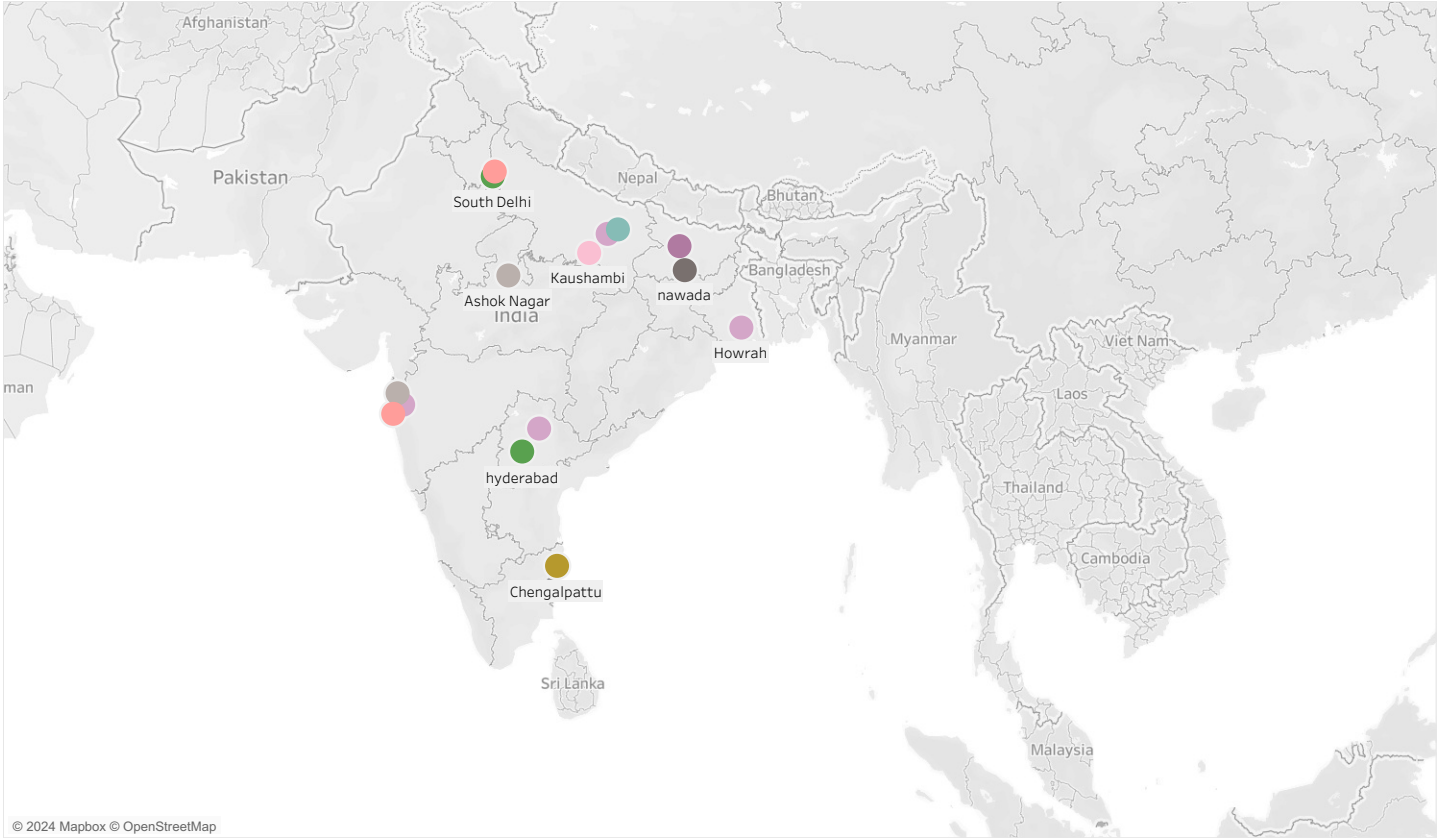 Afghanistan
Pakistan
Nepal
Bhutan
South Delhi
Kaushambi
Bangladesh
nawada
Ashok Nagar
India
Howrah
Myanmar
Viet Nam
man
Laos
hyderabad
Thailand
Cambodia
Chengalpattu
Sri Lanka
Malaysia
© 2024 Mapbox © OpenStreetMap